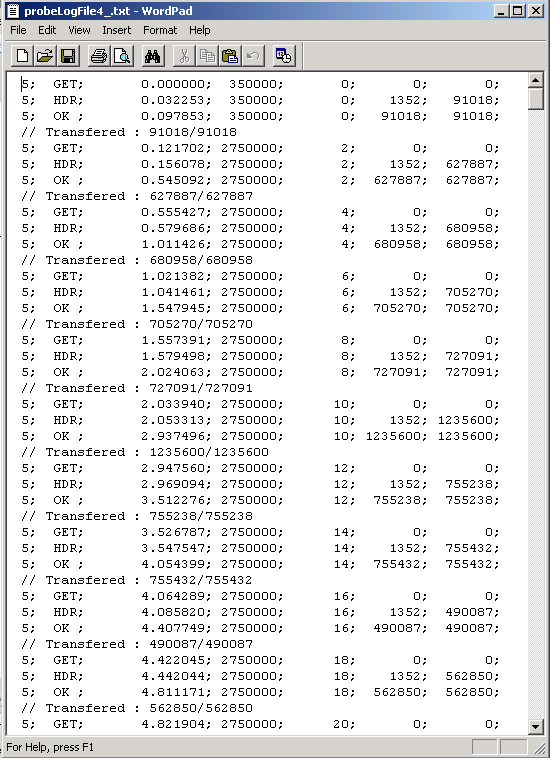 probeLogFile4_.txt - WordPad
File Edit View Insert Format Help
5; GET; 0.000000; 350000; 0; 0; 0;
5; HDR; 0.032253; 350000; 0; 1352; 91018;
5; OK ; 0.097853; 350000; 0; 91018; 91018;
// Transfered : 91018/91018
5; GET; 0.121702; 2750000; 2; 0; 0;
5; HDR; 0.156078; 2750000; 2; 1352; 627887;
5; OK ; 0.545092; 2750000; 2; 627887; 627887;
// Transfered : 627887/627887
5; GET; 0.555427; 2750000; 4; 0; 0;
5; HDR; 0.579686; 2750000; 4; 1352; 680958;
5; OK ; 1.011426; 2750000; 4; 680958; 680958;
// Transfered : 680958/680958
5; GET; 1.021382; 2750000; 6; 0; 0;
5; HDR; 1.041461; 2750000; 6; 1352; 705270;
5; OK ; 1.547945; 2750000; 6; 705270; 705270;
// Transfered : 705270/705270
5; GET; 1.557391; 2750000; 8; 0; 0;
5; HDR; 1.579498; 2750000; 8; 1352; 727091;
5; OK ; 2.024063; 2750000; 8; 727091; 727091;
// Transfered : 727091/727091
5; GET; 2.033940; 2750000; 10; 0; 0;
5; HDR; 2.053313; 2750000; 10; 1352; 1235600;
5; OK ; 2.937496; 2750000; 10; 1235600; 1235600;
// Transfered : 1235600/1235600
5; GET; 2.947560; 2750000; 12; 0; 0;
5; HDR; 2.969094; 2750000; 12; 1352; 755238;
5; OK ; 3.512276; 2750000; 12; 755238; 755238;
// Transfered : 755238/755238
5; GET; 3.526787; 2750000; 14; 0; 0;
5; HDR; 3.547547; 2750000; 14; 1352; 755432;
5; OK ; 4.054399; 2750000; 14; 755432; 755432;
// Transfered : 755432/755432
5; GET; 4.064289; 2750000; 16; 0; 0;
5; HDR; 4.085820; 2750000; 16; 1352; 490087;
5; OK ; 4.407749; 2750000; 16; 490087; 490087;
// Transfered : 490087/490087
5; GET; 4.422045; 2750000; 18; 0; 0;
5; HDR; 4.442044; 2750000; 18; 1352; 562850;
5; OK ; 4.811171; 2750000; 18; 562850; 562850;
// Transfered : 562850/562850
5; GET; 4.821904; 2750000; 20; 0; 0;
For Help, press F1